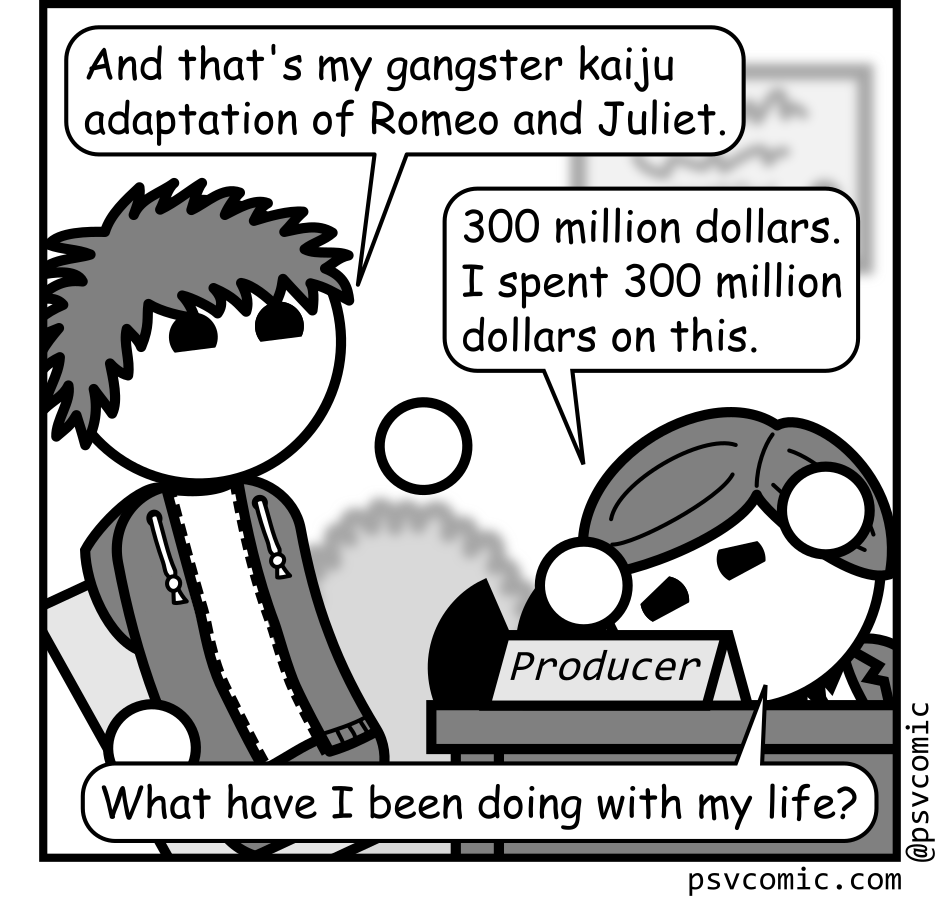 And that's my gangster kaiju
adaptation of Romeo and Juliet.
300 million dollars.
I spent 300 million
dollars on this.
Producer
What have I been doing with my life?
@psvcomic
psvcomic.com